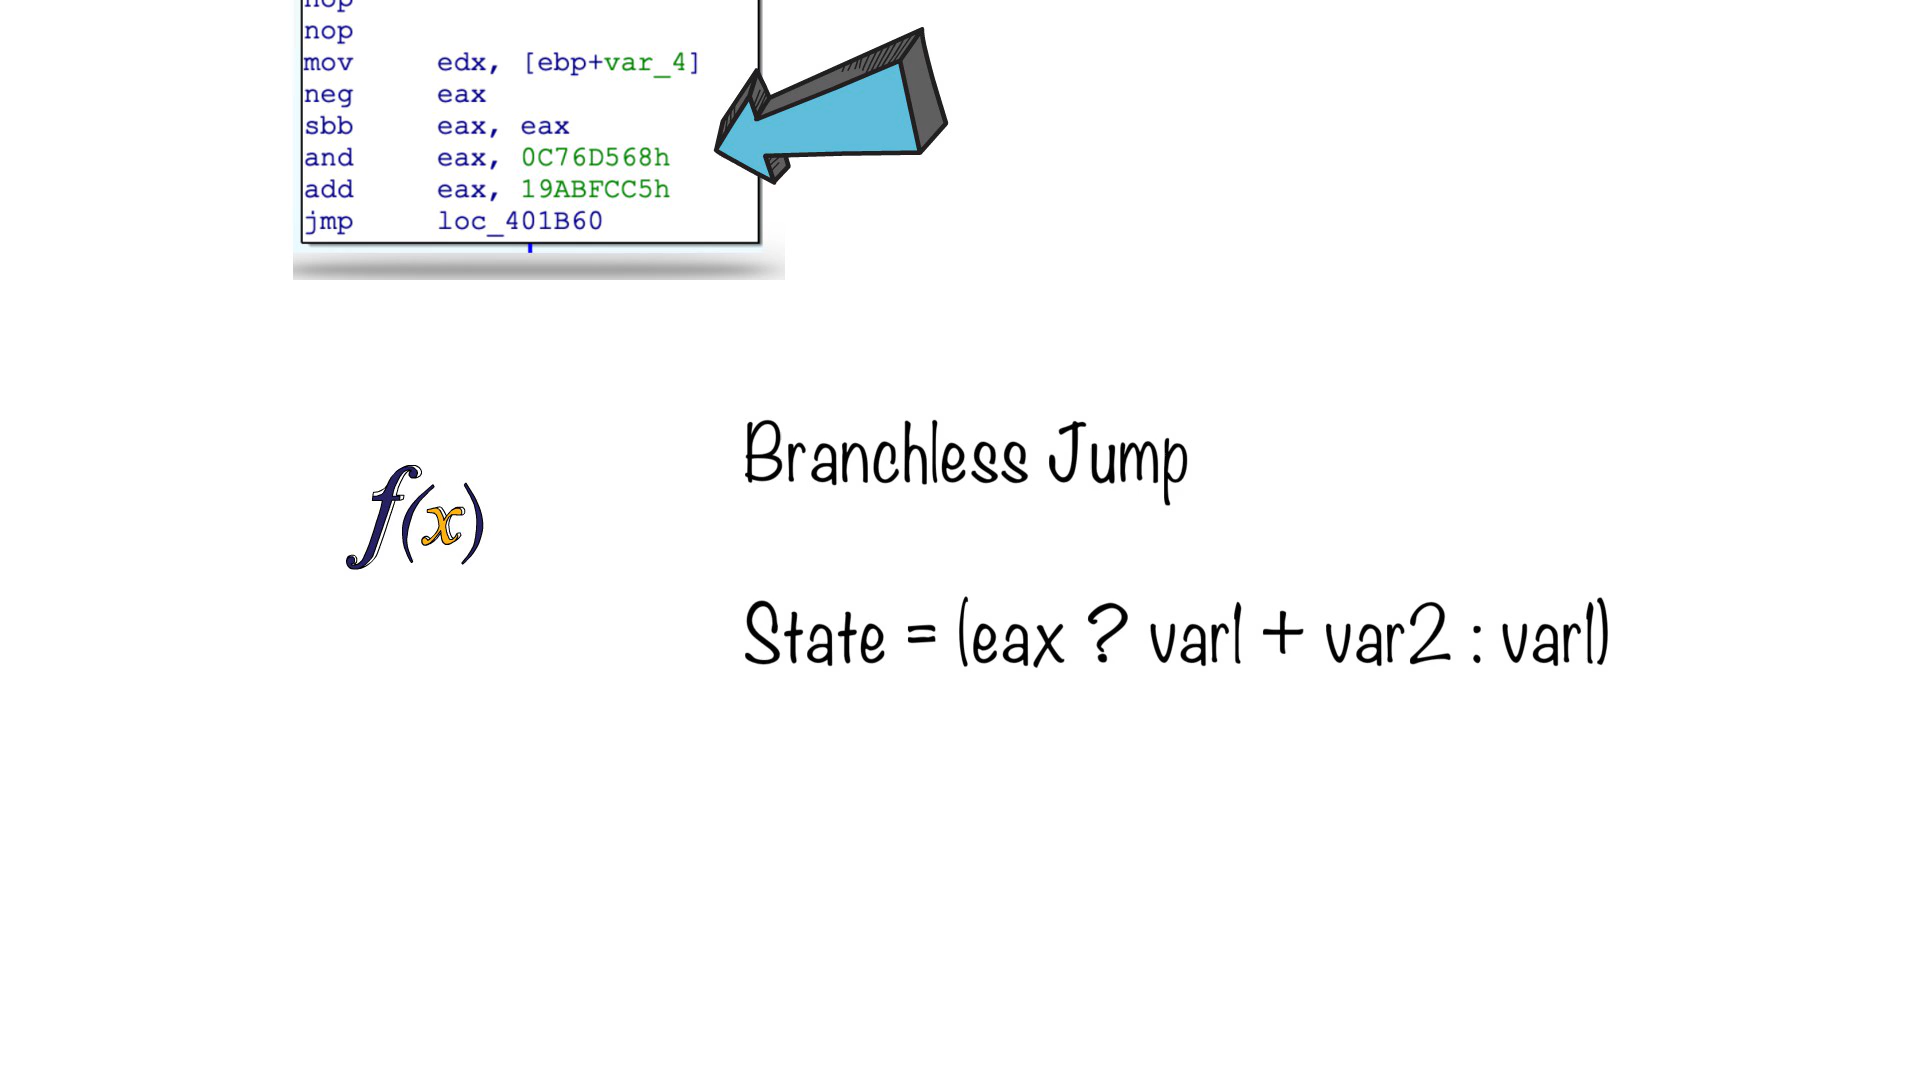 nop
nop
mov edx, [ebp+var_4]
neg eax
sbb eax, eax
and eax, 0C76D568h
add eax, 19ABFCC5h
jmp loc_401B60
Branchless Jump
f(x)
State = (eax ? var1 + var2 : var1)